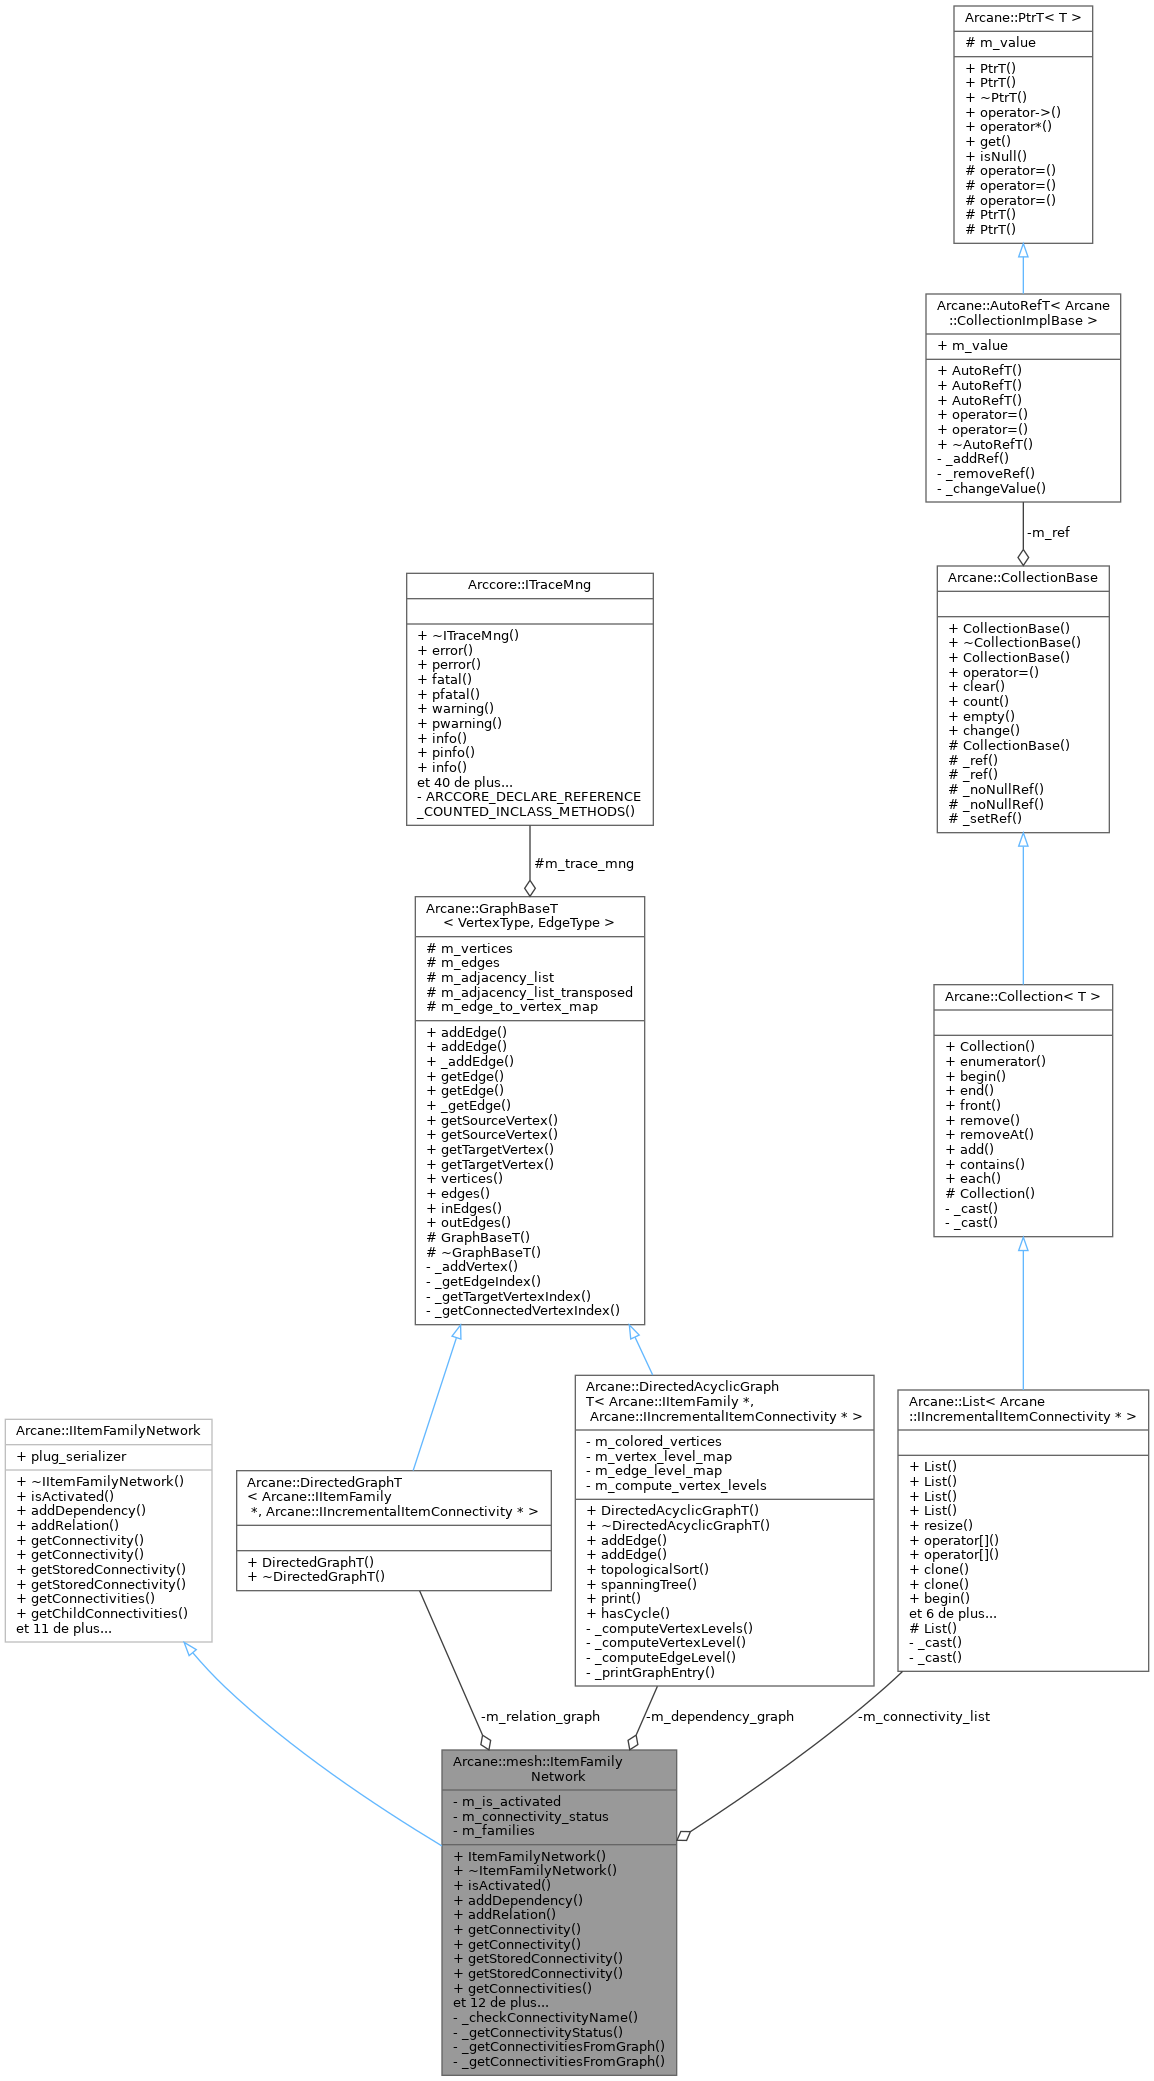 Arcane::PtrT< T >
# m_value
+ PtrT()
+ PtrT()
+ ~PtrT()
+ operator->()
+ operator*()
+ get()
+ isNull()
# operator=()
# operator=()
# operator=()
# PtrT()
# PtrT()
Arcane::AutoRefT< Arcane
::CollectionImplBase >
+ m_value
+ AutoRefT()
+ AutoRefT()
+ AutoRefT()
+ operator=()
+ operator=()
+ ~AutoRefT()
- _addRef()
- _removeRef()
- _changeValue()
-m_ref
Arcane::CollectionBase
+ CollectionBase()
+ ~CollectionBase()
+ CollectionBase()
+ operator=()
+ clear()
+ count()
+ empty()
+ change()
# CollectionBase()
# _ref()
# _ref()
# _noNullRef()
# _noNullRef()
# _setRef()
Arccore::ITraceMng
+ ~ITraceMng()
+ error()
+ perror()
+ fatal()
+ pfatal()
+ warning()
+ pwarning()
+ info()
+ pinfo()
+ info()
et 40 de plus...
- ARCCORE_DECLARE_REFERENCE
_COUNTED_INCLASS_METHODS()
#m_trace_mng
Arcane::GraphBaseT
< VertexType, EdgeType >
# m_vertices
# m_edges
# m_adjacency_list
# m_adjacency_list_transposed
# m_edge_to_vertex_map
+ addEdge()
+ addEdge()
+ _addEdge()
+ getEdge()
+ getEdge()
+ _getEdge()
+ getSourceVertex()
+ getSourceVertex()
+ getTargetVertex()
+ getTargetVertex()
+ vertices()
+ edges()
+ inEdges()
+ outEdges()
# GraphBaseT()
# ~GraphBaseT()
- _addVertex()
- _getEdgeIndex()
- _getTargetVertexIndex()
- _getConnectedVertexIndex()
Arcane::Collection< T >
+ Collection()
+ enumerator()
+ begin()
+ end()
+ front()
+ remove()
+ removeAt()
+ add()
+ contains()
+ each()
# Collection()
- _cast()
- _cast()
Arcane::IItemFamilyNetwork
+ plug_serializer
+ ~IItemFamilyNetwork()
+ isActivated()
+ addDependency()
+ addRelation()
+ getConnectivity()
+ getConnectivity()
+ getStoredConnectivity()
+ getStoredConnectivity()
+ getConnectivities()
+ getChildConnectivities()
et 11 de plus...
Arcane::DirectedGraphT
< Arcane::IItemFamily
*, Arcane::IIncrementalItemConnectivity * >
+ DirectedGraphT()
+ ~DirectedGraphT()
Arcane::DirectedAcyclicGraph
T< Arcane::IItemFamily *,
Arcane::IIncrementalItemConnectivity * >
- m_colored_vertices
- m_vertex_level_map
- m_edge_level_map
- m_compute_vertex_levels
+ DirectedAcyclicGraphT()
+ ~DirectedAcyclicGraphT()
+ addEdge()
+ addEdge()
+ topologicalSort()
+ spanningTree()
+ print()
+ hasCycle()
- _computeVertexLevels()
- _computeVertexLevel()
- _computeEdgeLevel()
- _printGraphEntry()
Arcane::List< Arcane
::IIncrementalItemConnectivity * >
+ List()
+ List()
+ List()
+ List()
+ resize()
+ operator[]()
+ operator[]()
+ clone()
+ clone()
+ begin()
et 6 de plus...
# List()
- _cast()
- _cast()
-m_relation_graph
-m_dependency_graph
-m_connectivity_list
Arcane::mesh::ItemFamily
Network
- m_is_activated
- m_connectivity_status
- m_families
+ ItemFamilyNetwork()
+ ~ItemFamilyNetwork()
+ isActivated()
+ addDependency()
+ addRelation()
+ getConnectivity()
+ getConnectivity()
+ getStoredConnectivity()
+ getStoredConnectivity()
+ getConnectivities()
et 12 de plus...
- _checkConnectivityName()
- _getConnectivityStatus()
- _getConnectivitiesFromGraph()
- _getConnectivitiesFromGraph()